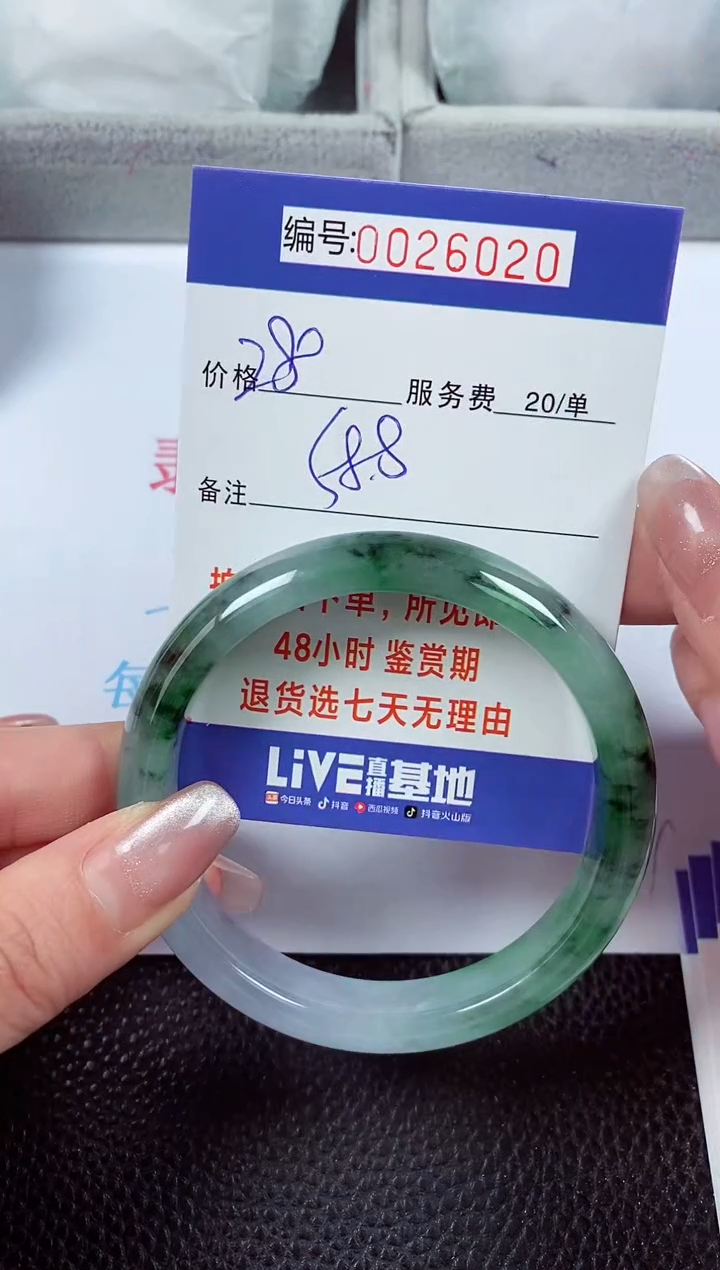 编号:0026020
价格 服务费 20/单
备注 58.8
下单，所见即
48小时 鉴赏期
退货选七天无理由
LiVE直播基地
今日头条 抖音 西瓜视频 抖音火山版
每